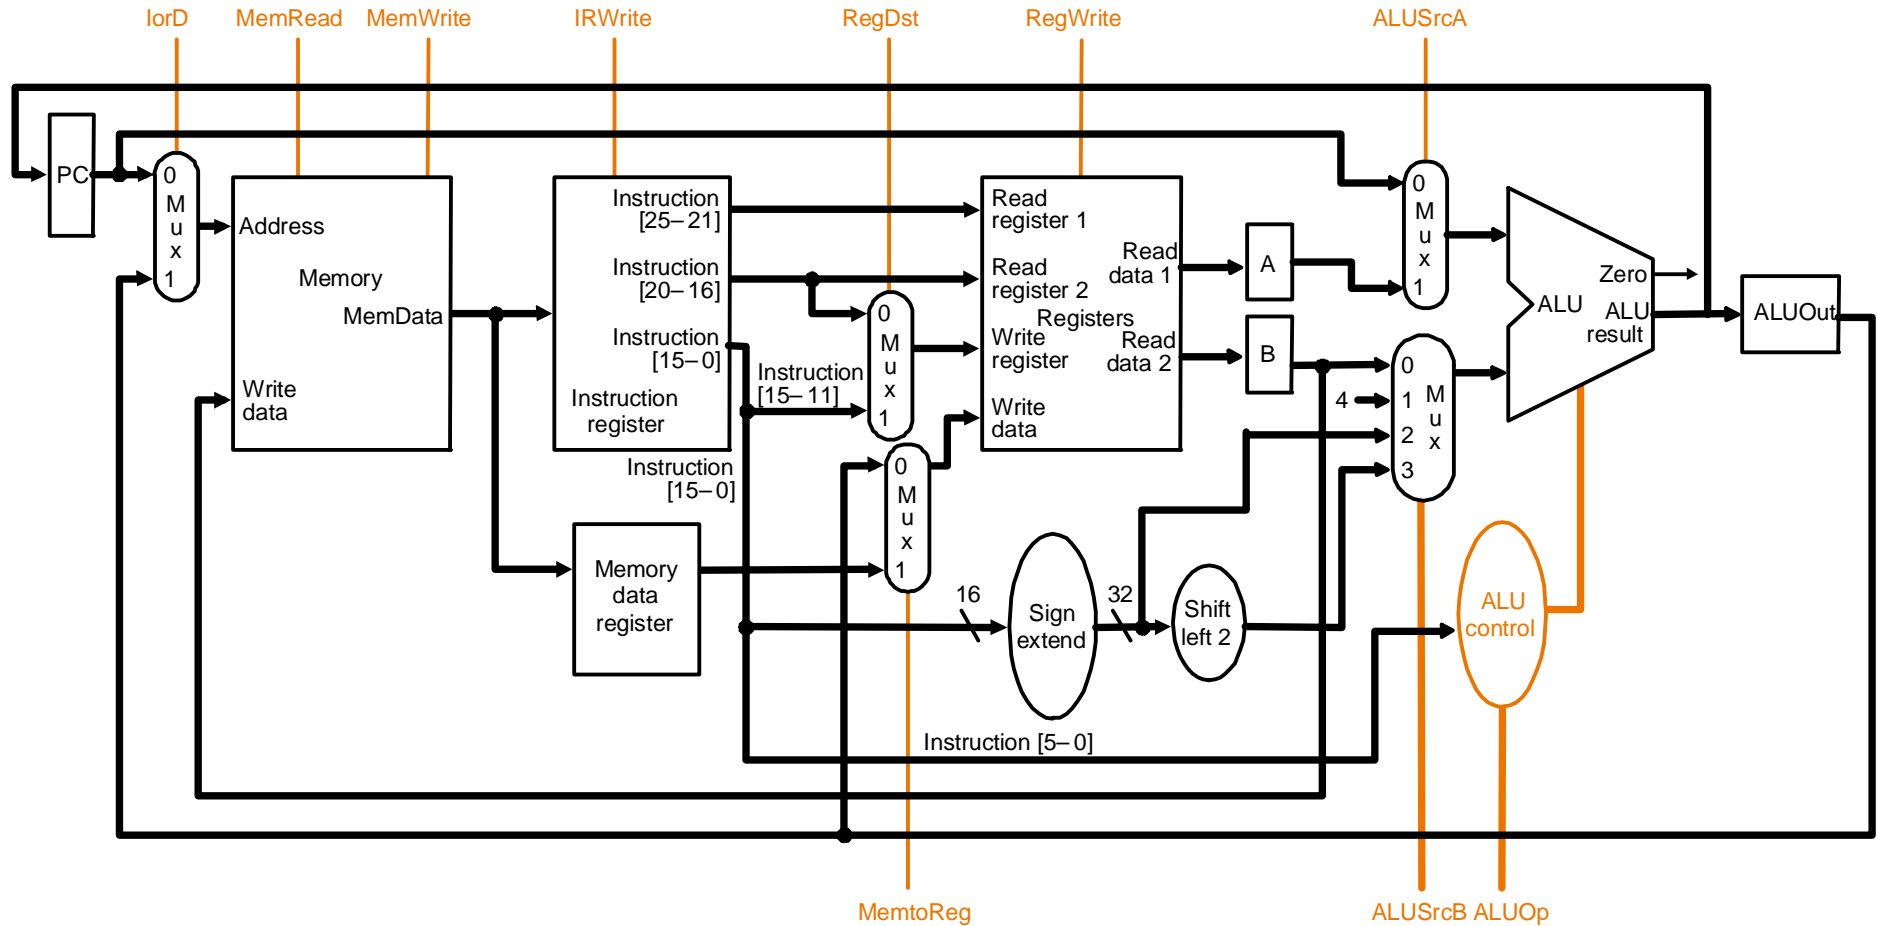 IorD MemRead MemWrite IRWrite RegDst RegWrite ALUSrcA
PC
0
M
u
x
1
Address
Memory
MemData
Write
data
Instruction
[25–21]
Instruction
[20–16]
Instruction
[15–0]
Instruction
register
Instruction
[15–11]
Instruction
[15–0]
Memory
data
register
0
M
u
x
1
0
M
u
x
1
Read
register 1
Read
register 2
Registers
Write
register
Write
data
Read
data 1
Read
data 2
16
Sign
extend
32
Shift
left 2
Instruction [5–0]
A
B
4
0
M
u
x
1
0
1
2
3
M
u
x
ALU
Zero
ALU
result
ALUOut
ALU
control
MemtoReg ALUSrcB ALUOp